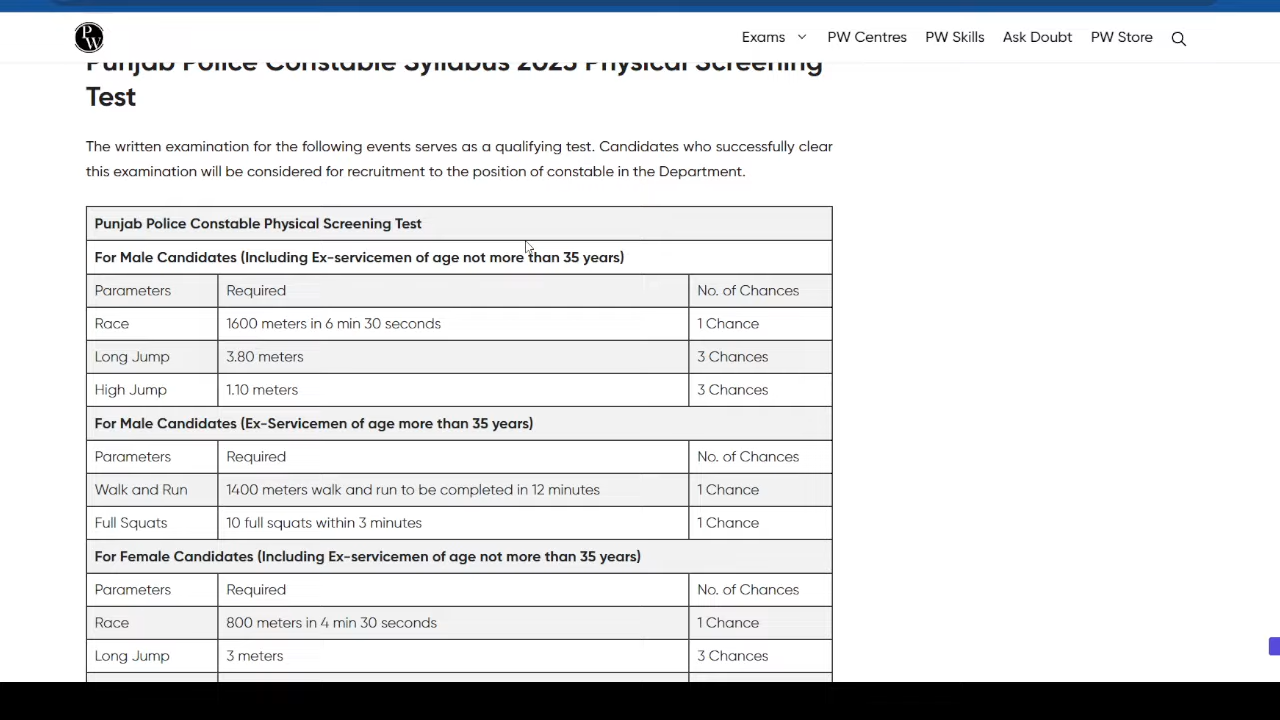 PW
Exams
PW Centres
PW Skills
Ask Doubt
PW Store
Punjab Police Constable Syllabus 2025 Physical Screening
Test
The written examination for the following events serves as a qualifying test. Candidates who successfully clear
this examination will be considered for recruitment to the position of constable in the Department.
Punjab Police Constable Physical Screening Test
For Male Candidates (Including Ex-servicemen of age not more than 35 years)
Parameters Required No. of Chances
Race 1600 meters in 6 min 30 seconds 1 Chance
Long Jump 3.80 meters 3 Chances
High Jump 1.10 meters 3 Chances
For Male Candidates (Ex-Servicemen of age more than 35 years)
Parameters Required No. of Chances
Walk and Run 1400 meters walk and run to be completed in 12 minutes 1 Chance
Full Squats 10 full squats within 3 minutes 1 Chance
For Female Candidates (Including Ex-servicemen of age not more than 35 years)
Parameters Required No. of Chances
Race 800 meters in 4 min 30 seconds 1 Chance
Long Jump 3 meters 3 Chances